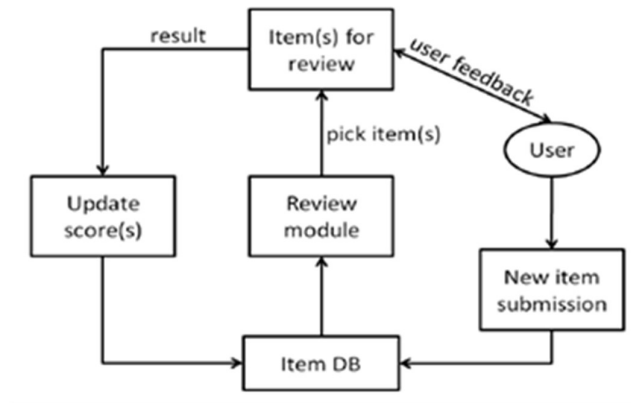 result
Item(s) for
review
user feedback
pick item(s)
User
Update
score(s)
Review
module
New item
submission
Item DB